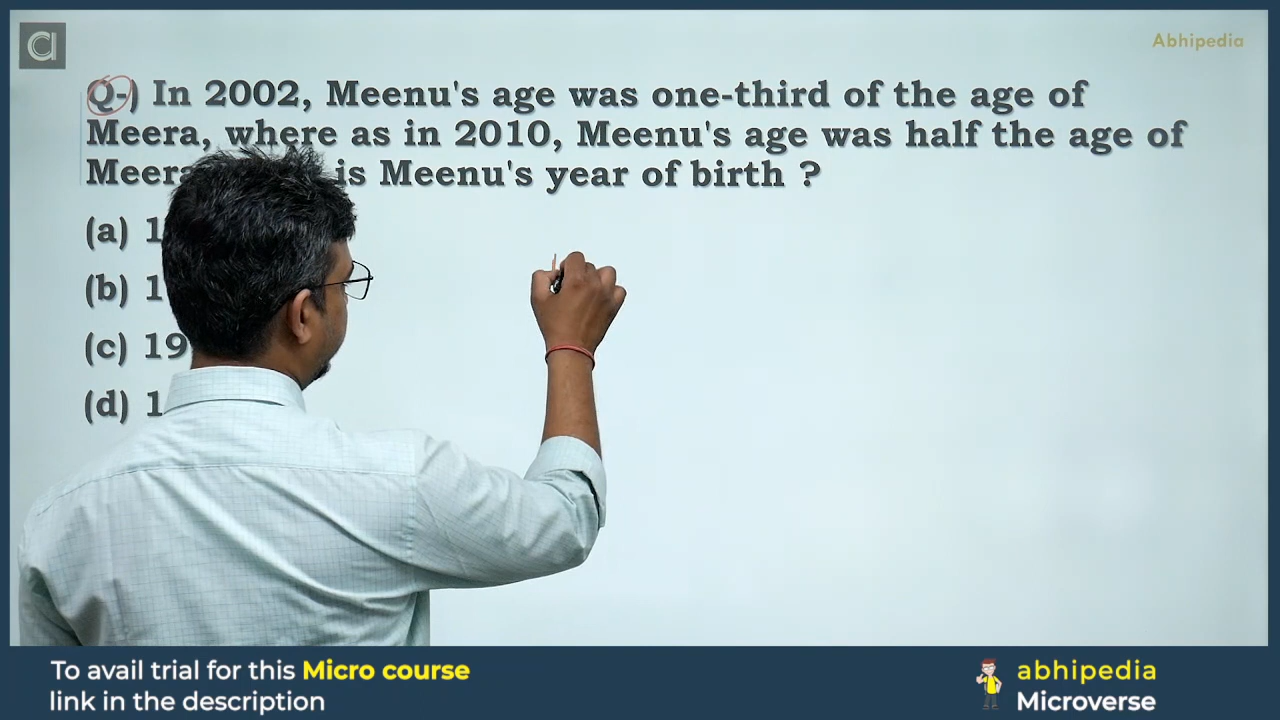 Abhipedia
Q-) In 2002, Meenu's age was one-third of the age of
Meera, where as in 2010, Meenu's age was half the age of
Meera is Meenu's year of birth ?
(a) 1
(b) 1
(c) 19
(d) 1
To avail trial for this Micro course
link in the description
abhipedia
Microverse